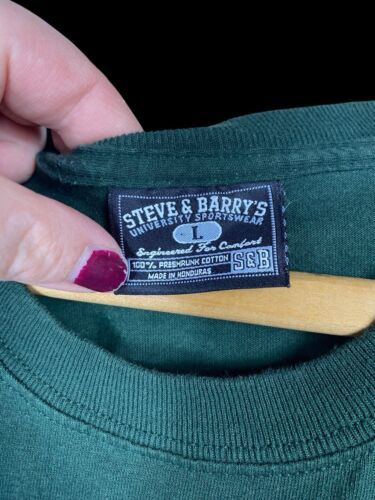 STEVE & BARRY'S
UNIVERSITY SPORTSWEAR
L
Engineered For Comfort
100% PRESHRUNK COTTON
MADE IN HONDURAS
S&B